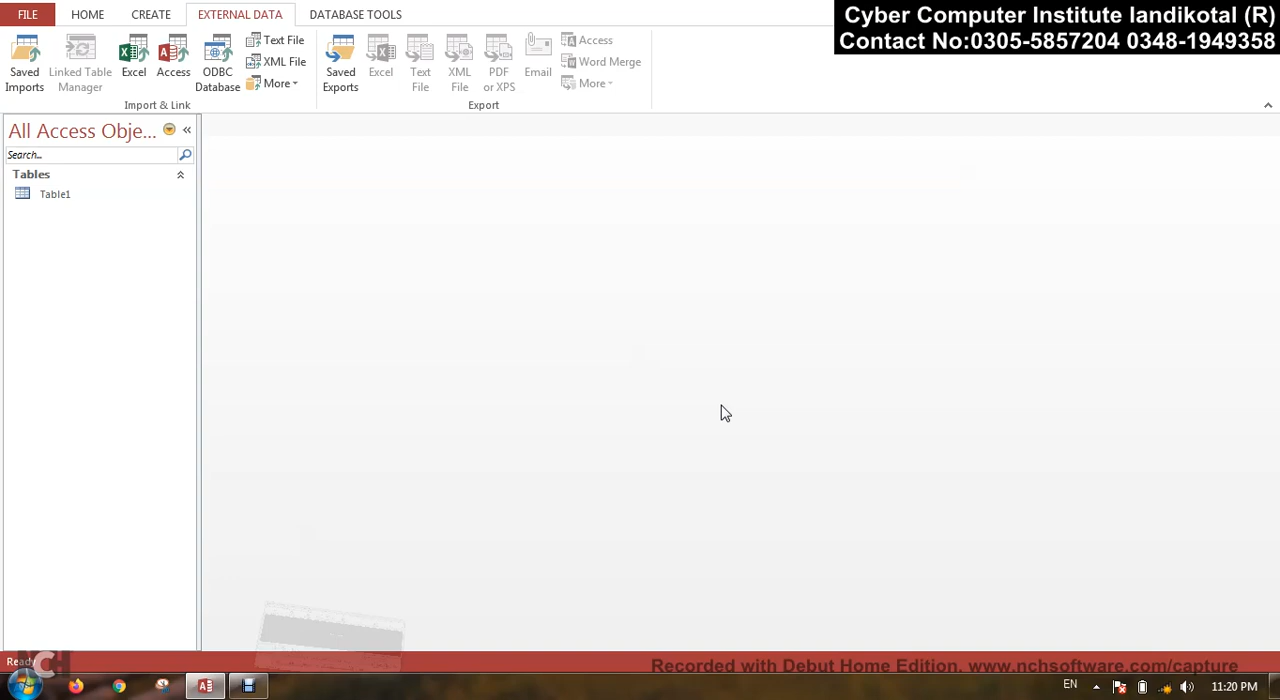 FILE HOME CREATE EXTERNAL DATA DATABASE TOOLS
Cyber Computer Institute landikotal (R)
Contact No:0305-5857204 0348-1949358
Saved Imports
Linked Table Manager
Excel
Access
ODBC Database
Text File
XML File
More
Import & Link
Saved Exports
Excel
Text File
XML File
PDF or XPS
Email
Access
Word Merge
More
Export
All Access Obje...
Search...
Tables
Table1
Ready
NCH
Recorded with Debut Home Edition. www.nchsoftware.com/capture
EN
11:20 PM